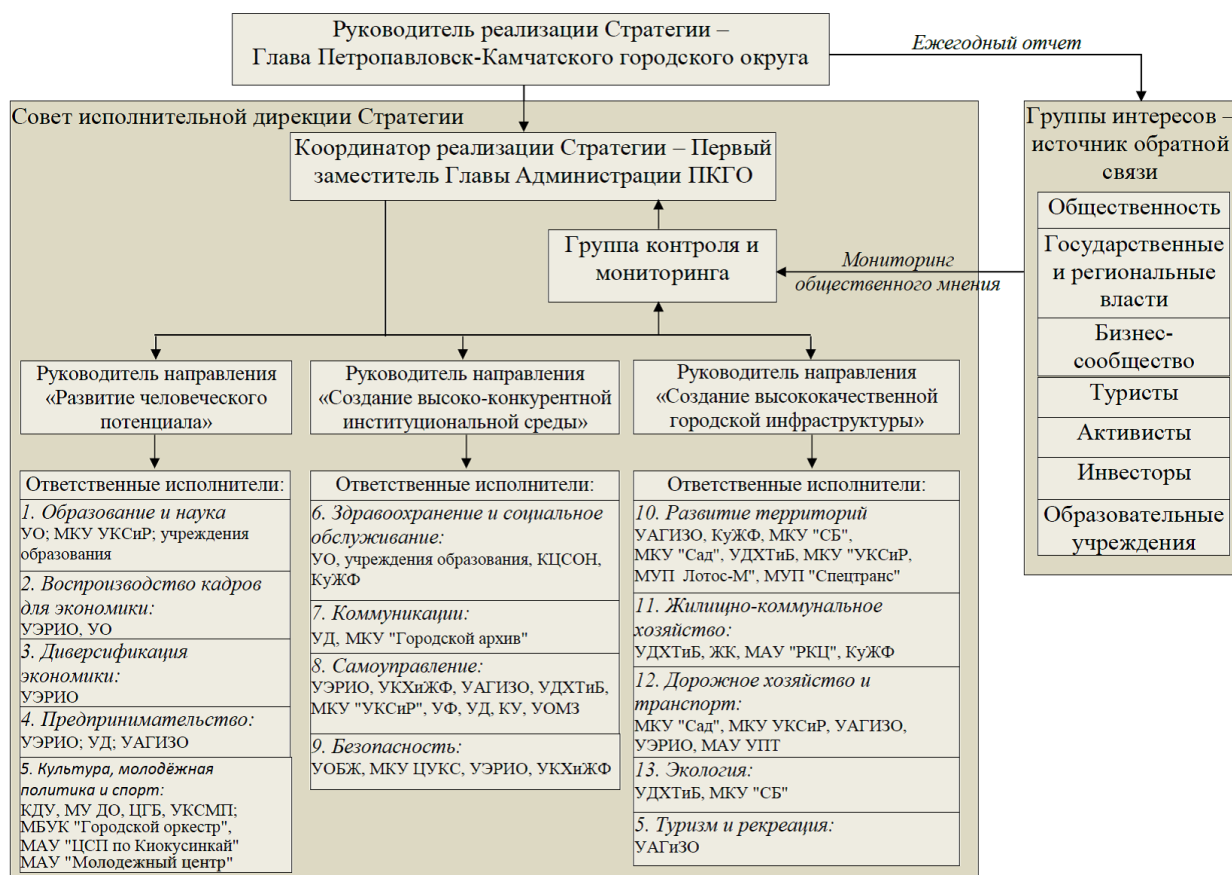 Руководитель реализации Стратегии –
Глава Петропавловск-Камчатского городского округа
Ежегодный отчет
Совет исполнительной дирекции Стратегии
Координатор реализации Стратегии – Первый
заместитель Главы Администрации ПКГО
Группа контроля и
мониторинга
Мониторинг
общественного мнения
Группы интересов –
источник обратной
связи
Общественность
Государственные
и региональные
власти
Бизнес-
сообщество
Туристы
Активисты
Инвесторы
Образовательные
учреждения
Руководитель направления
«Развитие человеческого
потенциала»
Ответственные исполнители:
1. Образование и наука
УО; МКУ УКСиР; учреждения
образования
2. Воспроизводство кадров
для экономики:
УЭРИО, УО
3. Диверсификация
экономики:
УЭРИО
4. Предпринимательство:
УЭРИО; УД; УАГИЗО
5. Культура, молодёжная
политика и спорт:
КДУ, МУ ДО, ЦГБ, УКСМП;
МБУК "Городской оркестр",
МАУ "ЦСП по Киокусинкай"
МАУ "Молодежный центр"
Руководитель направления
«Создание высоко-конкурентной
институциональной среды»
Ответственные исполнители:
6. Здравоохранение и социальное
обслуживание:
УО, учреждения образования, КЦСОН,
КуЖФ
7. Коммуникации:
УД, МКУ "Городской архив"
8. Самоуправление:
УЭРИО, УКХиЖФ, УАГИЗО, УДХТиБ,
МКУ "УКСиР", УФ, УД, КУ, УОМЗ
9. Безопасность:
УОБЖ, МКУ ЦУКС, УЭРИО, УКХиЖФ
Руководитель направления
«Создание высококачественной
городской инфраструктуры»
Ответственные исполнители:
10. Развитие территорий
УАГИЗО, КуЖФ, МКУ "СБ",
МКУ "Сад", УДХТиБ, МКУ "УКСиР,
МУП Лотос-М", МУП "Спецтранс"
11. Жилищно-коммунальное
хозяйство:
УДХТиБ, ЖК, МАУ "РКЦ", КуЖФ
12. Дорожное хозяйство и
транспорт:
МКУ "Сад", МКУ УКСиР, УАГИЗО,
УЭРИО, МАУ УПТ
13. Экология:
УДХТиБ, МКУ "СБ"
5. Туризм и рекреация:
УАГиЗО